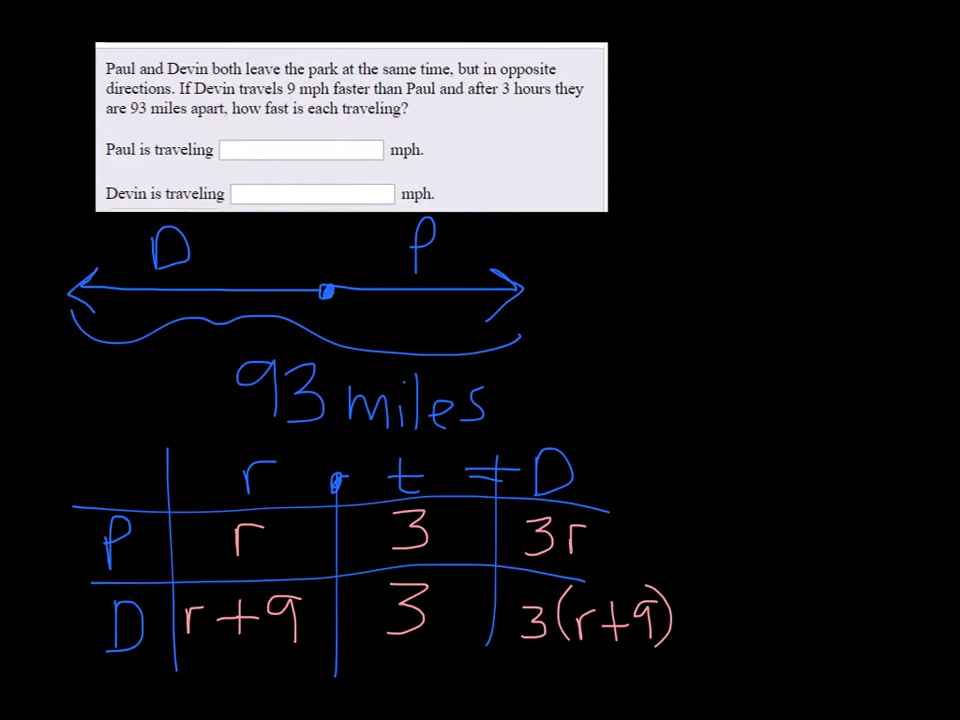 Paul and Devin both leave the park at the same time, but in opposite
directions. If Devin travels 9 mph faster than Paul and after 3 hours they
are 93 miles apart, how fast is each traveling?
Paul is traveling mph.
Devin is traveling mph.
D P
93 miles
r · t = D
P r 3 3r
D r+9 3 3(r+9)